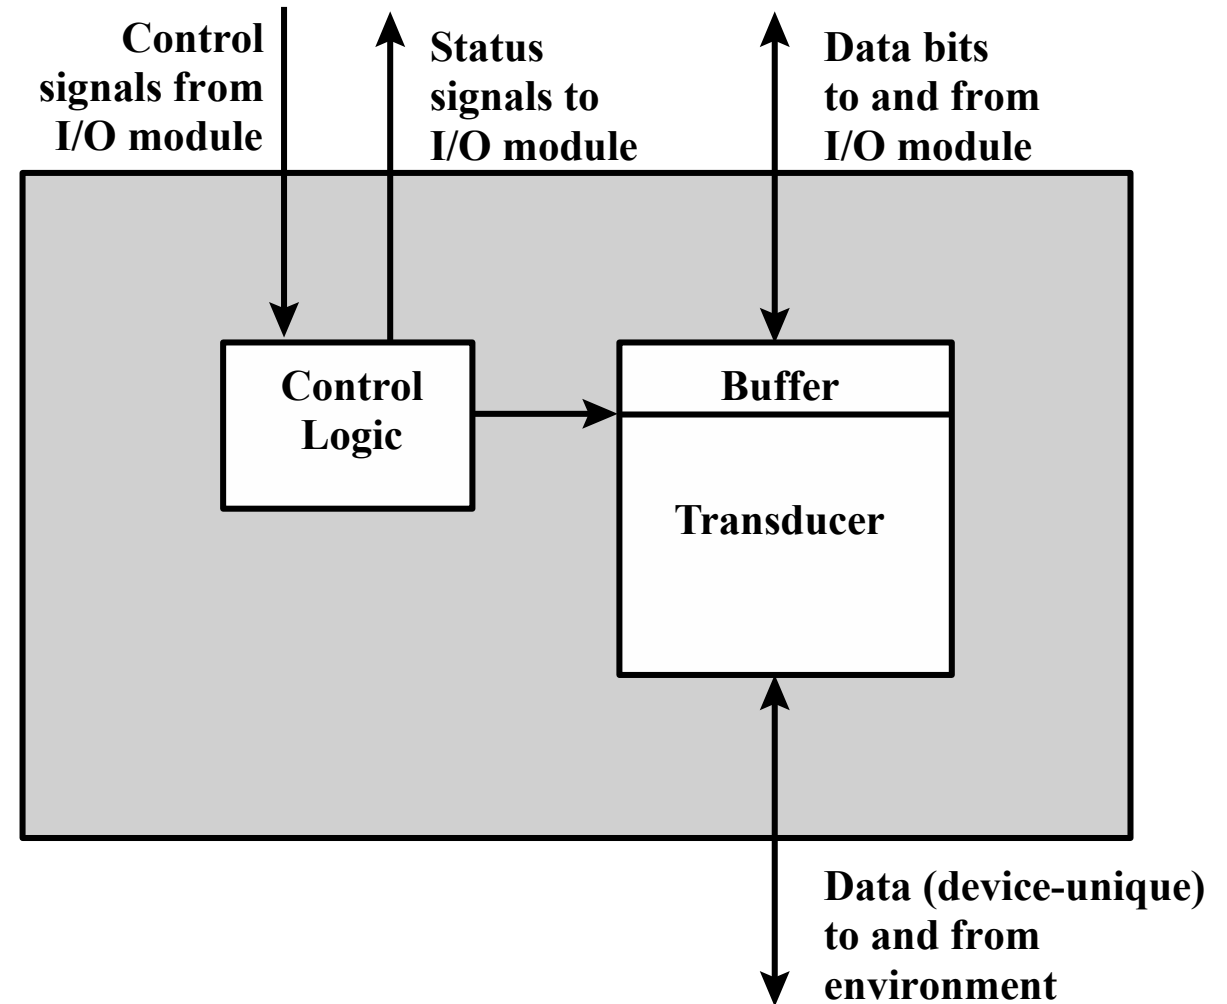 Control
signals from
I/O module
Status
signals to
I/O module
Data bits
to and from
I/O module
Control
Logic
Buffer
Transducer
Data (device-unique)
to and from
environment